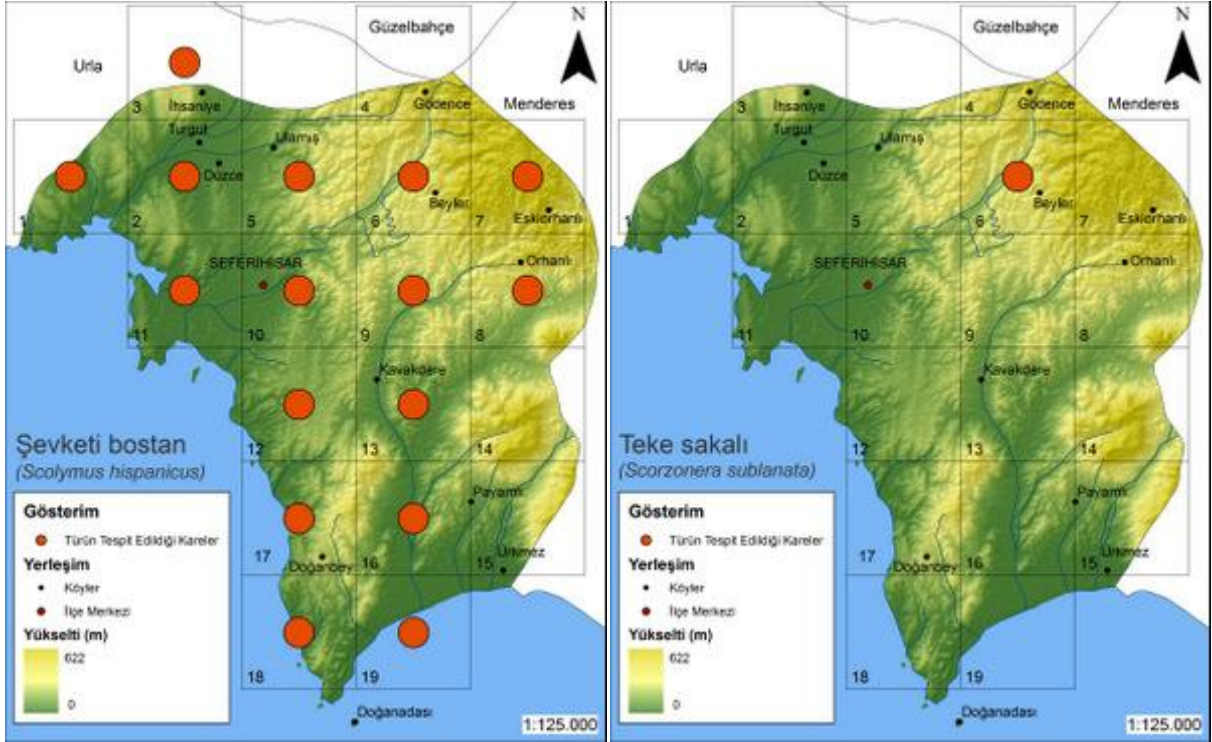 Güzelbahçe
N
Urla
Menderes
3
İhsaniye
4
Gödence
Turgut
Ulamış
Düzce
Beyler
1
2
5
6
7
Eskiorhanlı
SEFERİHİSAR
Orhanlı
11
10
9
8
Kavakdere
Şevketi bostan
(Scolymus hispanicus)
12
13
14
Payamlı
Gösterim
Türün Tespit Edildiği Kareler
Yerleşim
Köyler
İlçe Merkezi
Yükselti (m)
622
0
17
Doğanbey
16
15
Ürkmez
18
19
Doğanadası
1:125.000
Güzelbahçe
N
Urla
Menderes
3
İhsaniye
4
Gödence
Turgut
Ulamış
Düzce
Beyler
1
2
5
6
7
Eskiorhanlı
SEFERİHİSAR
Orhanlı
11
10
9
8
Kavakdere
Teke sakalı
(Scorzonera sublanata)
12
13
14
Payamlı
Gösterim
Türün Tespit Edildiği Kareler
Yerleşim
Köyler
İlçe Merkezi
Yükselti (m)
622
0
17
Doğanbey
16
15
Ürkmez
18
19
Doğanadası
1:125.000